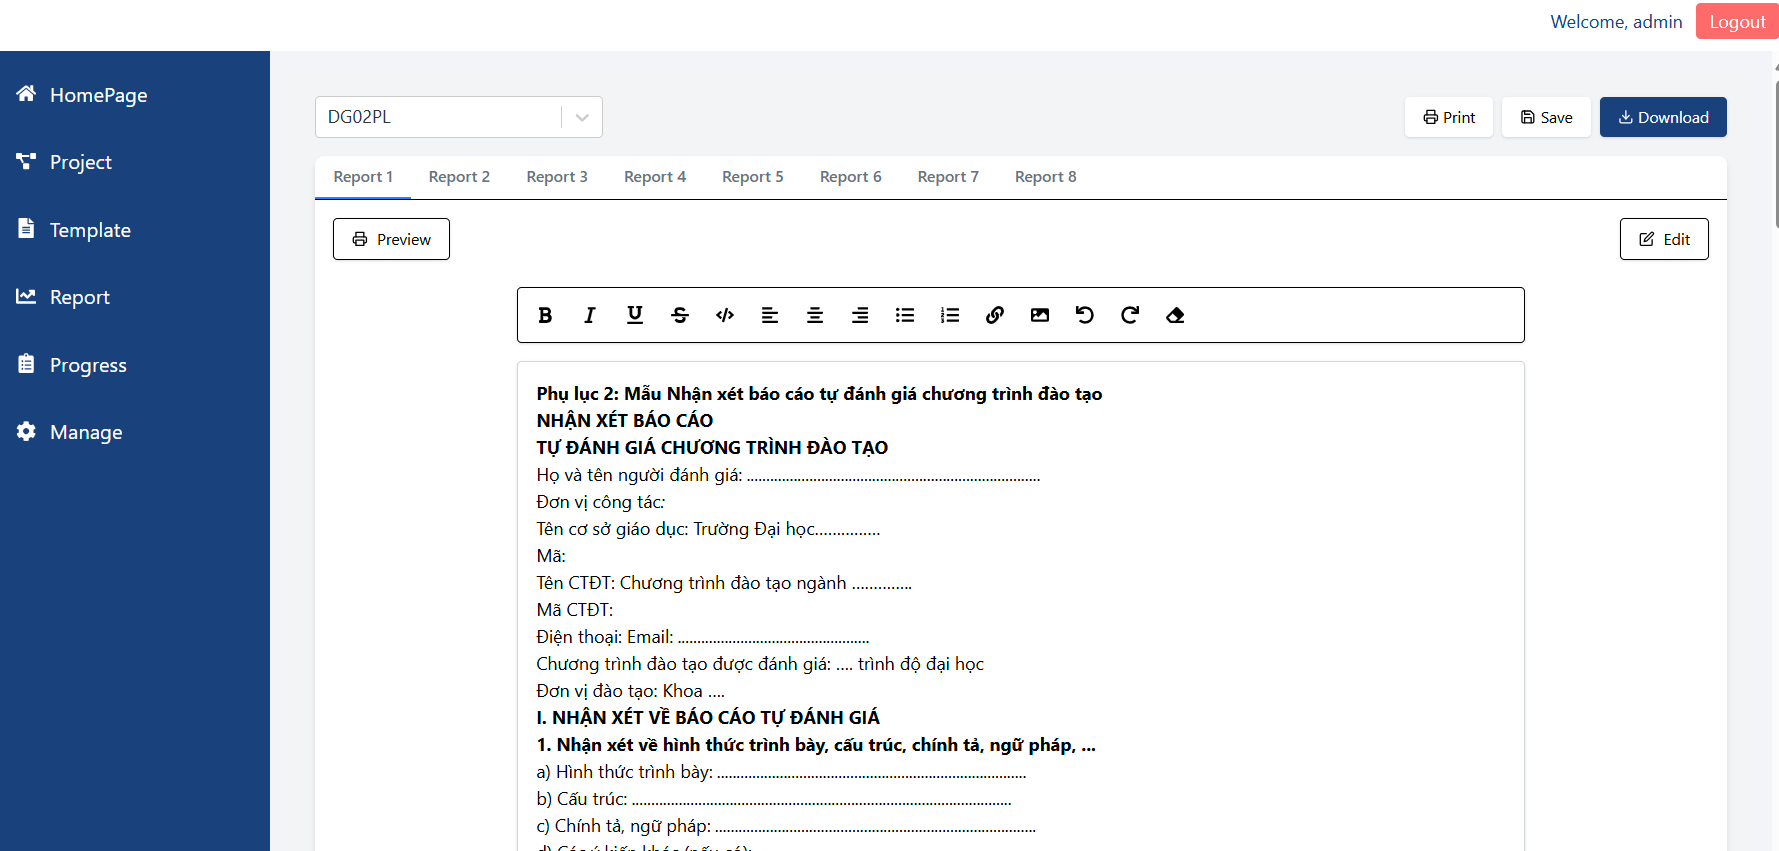 Welcome, admin Logout
HomePage
Project
Template
Report
Progress
Manage
DG02PL
Print Save Download
Report 1 Report 2 Report 3 Report 4 Report 5 Report 6 Report 7 Report 8
Preview Edit
Phụ lục 2: Mẫu Nhận xét báo cáo tự đánh giá chương trình đào tạo
NHẬN XÉT BÁO CÁO
TỰ ĐÁNH GIÁ CHƯƠNG TRÌNH ĐÀO TẠO
Họ và tên người đánh giá: ............................................................................
Đơn vị công tác:
Tên cơ sở giáo dục: Trường Đại học...............
Mã:
Tên CTĐT: Chương trình đào tạo ngành ..............
Mã CTĐT:
Điện thoại: Email: .................................................
Chương trình đào tạo được đánh giá: .... trình độ đại học
Đơn vị đào tạo: Khoa ....
I. NHẬN XÉT VỀ BÁO CÁO TỰ ĐÁNH GIÁ
1. Nhận xét về hình thức trình bày, cấu trúc, chính tả, ngữ pháp, ...
a) Hình thức trình bày: ................................................................................
b) Cấu trúc: ..................................................................................................
c) Chính tả, ngữ pháp: ...................................................................................
d) Các ý kiến khác (nếu có):